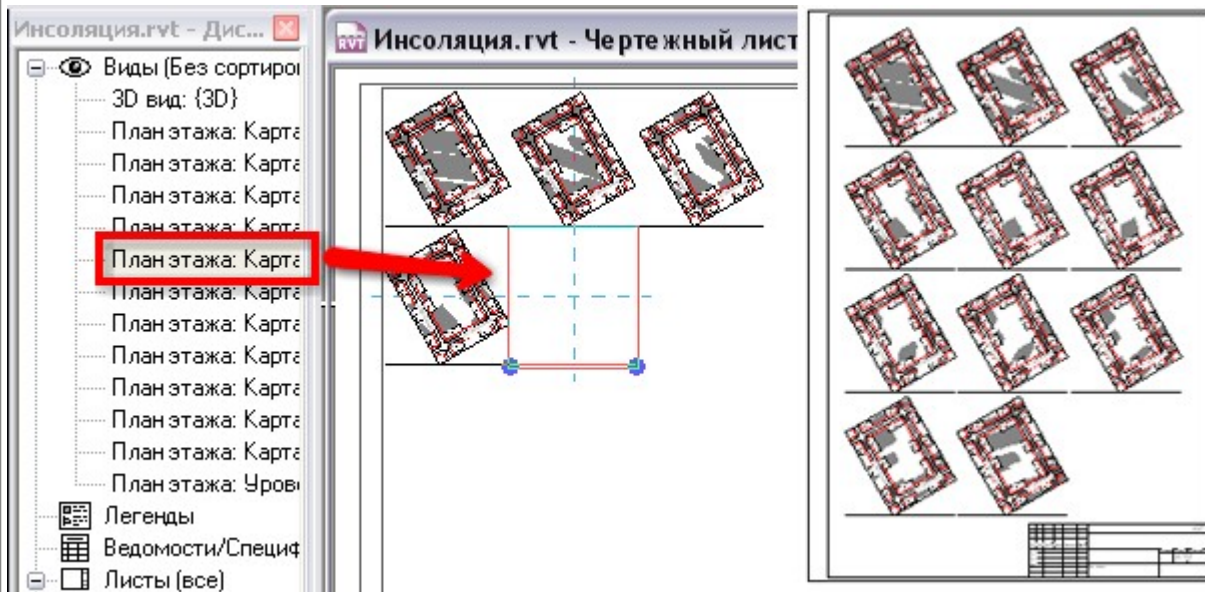 Инсоляция.rvt - Дис...
Виды (Без сортиро
3D вид: {3D}
План этажа: Карта
План этажа: Карта
План этажа: Карта
План этажа: Карта
План этажа: Карта
План этажа: Карта
План этажа: Карта
План этажа: Карта
План этажа: Карта
План этажа: Карта
План этажа: Карта
План этажа: Урове
Легенды
Ведомости/Специф
Листы (все)
RVT Инсоляция.rvt - Чертежный лист